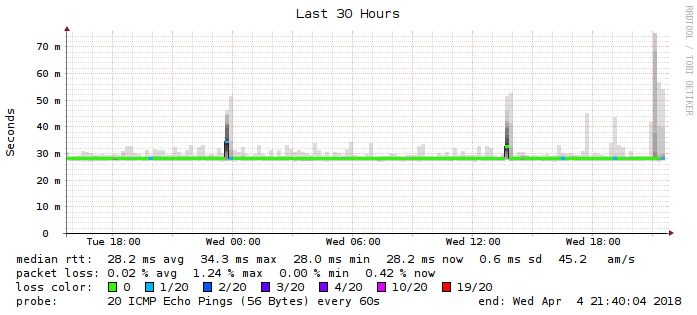 Last 30 Hours
RRDTOOL / TOBI OETIKER
Seconds
70 m
60 m
50 m
40 m
30 m
20 m
10 m
0
Tue 18:00 Wed 00:00 Wed 06:00 Wed 12:00 Wed 18:00
median rtt: 28.2 ms avg 34.3 ms max 28.0 ms min 28.2 ms now 0.6 ms sd 45.2 am/s
packet loss: 0.02 % avg 1.24 % max 0.00 % min 0.42 % now
loss color: 0 1/20 2/20 3/20 4/20 10/20 19/20
probe: 20 ICMP Echo Pings (56 Bytes) every 60s end: Wed Apr 4 21:40:04 2018